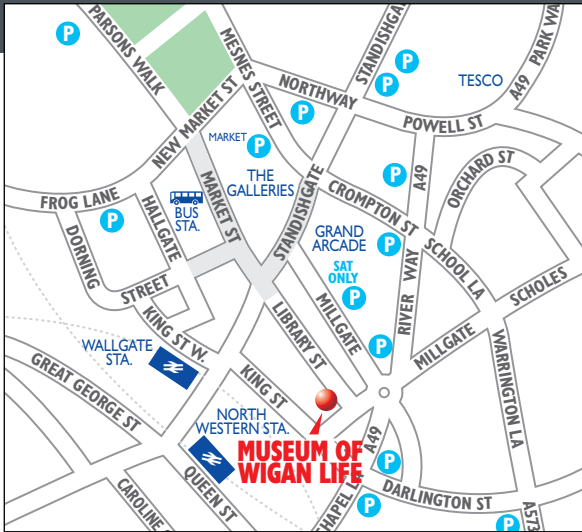 PARSONS WALK
P
MESNES STREET
STANDISHGATE
PARK WA
P
P
TESCO
A49
NORTHWAY
P
NEW MARKET ST
POWELL ST
MARKET
P
THE
GALLERIES
MARKET ST
STANDISHGATE
CROMPTON ST
P
A49
ORCHARD ST
FROG LANE
HALLGATE
BUS
STA.
P
DORNING
STREET
GRAND
ARCADE
P
SAT
ONLY
P
SCHOOL LA
RIVER WAY
SCHOLES
KING ST W.
LIBRARY ST
MILLGATE
P
MILLGATE
WARRINGTON LA
WALLGATE
STA.
GREAT GEORGE ST
KING ST
NORTH
WESTERN STA.
MUSEUM OF
WIGAN LIFE
A49
P
QUEEN ST
CAROLINE
CHAPEL LA
P
DARLINGTON ST
P
A573